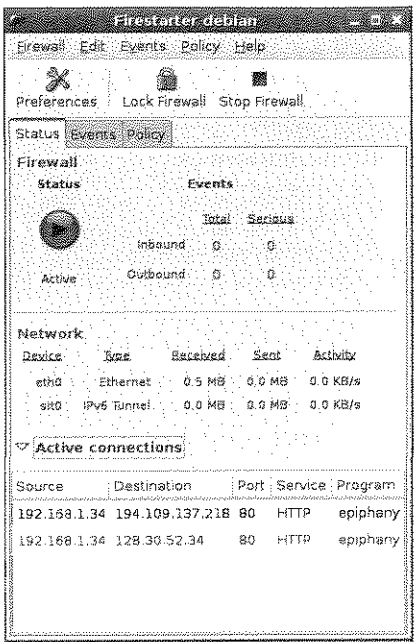 Firestarter debian
Firewall Edit Events Policy Help
Preferences Lock Firewall Stop Firewall
Status Events Policy
Firewall
Status Events
Total Serious
Inbound 0 0
Active
Outbound 0 0
Network
Device Type Received Sent Activity
eth0 Ethernet 0.5 MB 0.0 MB 0.0 KB/s
sit0 IPv6 Tunnel 0.0 MB 0.0 MB 0.0 KB/s
Active connections
Source Destination Port Service Program
192.168.1.34 194.109.137.218 80 HTTP epiphany
192.168.1.34 128.30.52.34 80 HTTP epiphany